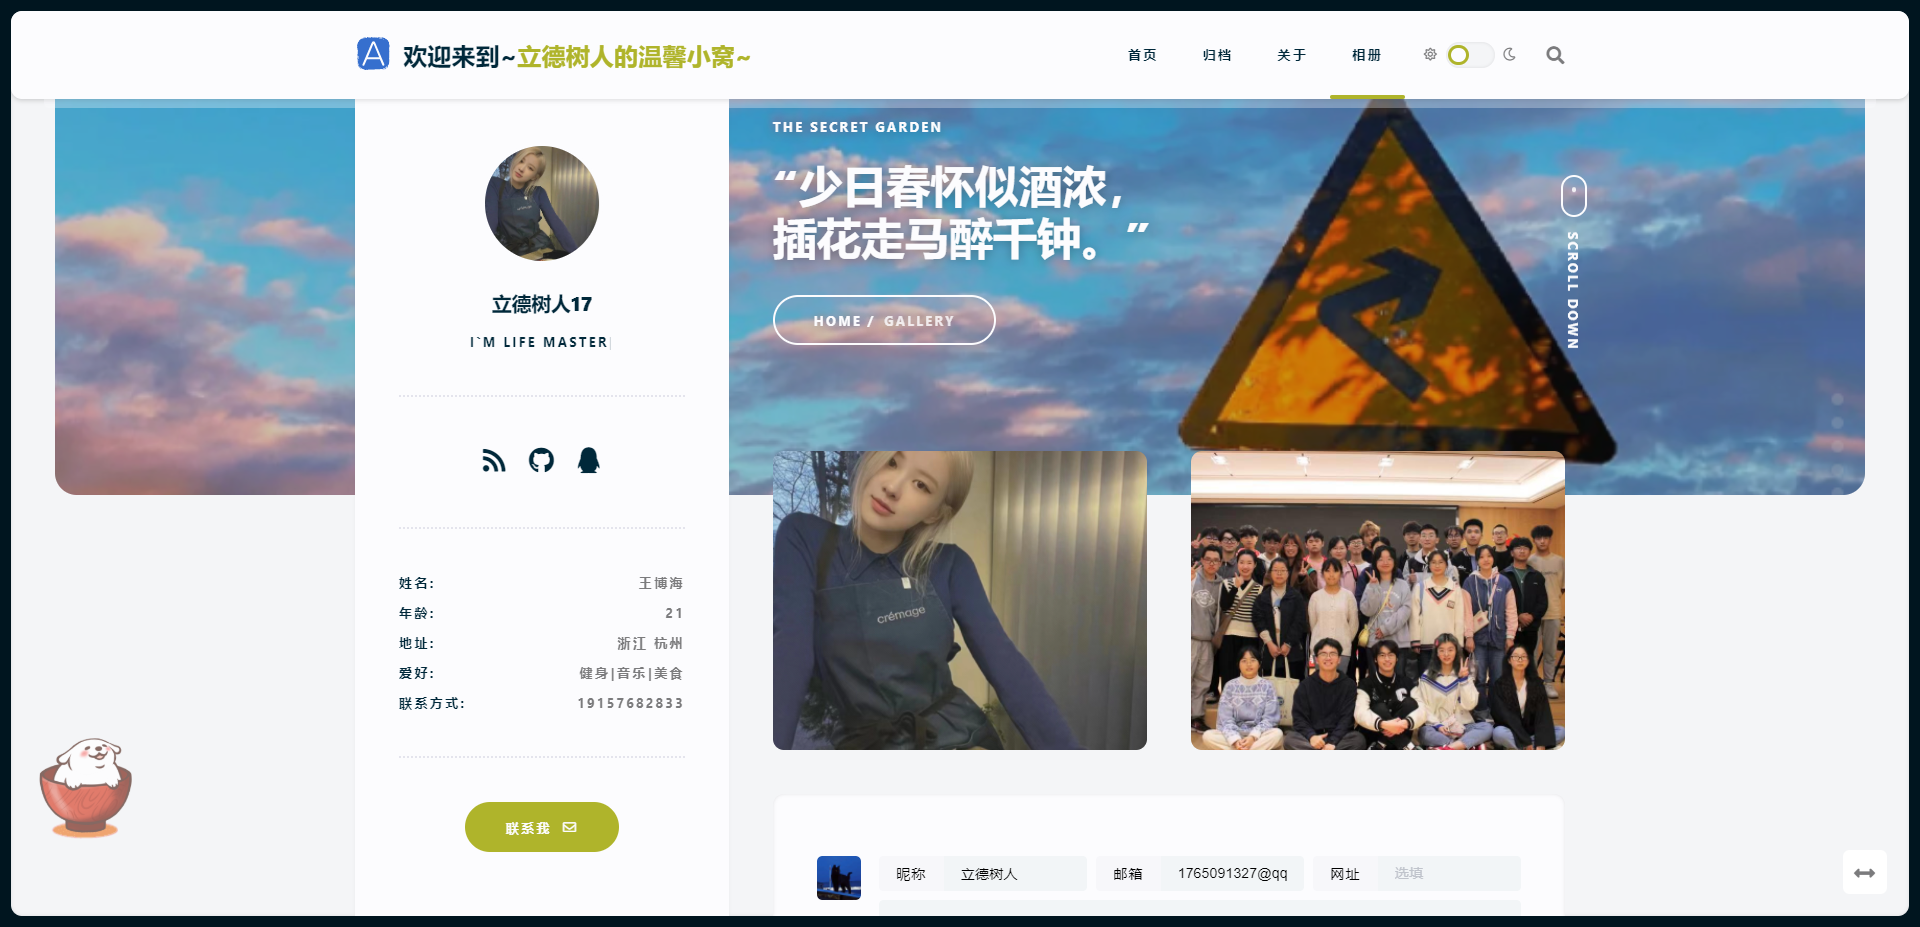 A 欢迎来到~立德树人的温馨小窝~
首页 归档 关于 相册
THE SECRET GARDEN
“少日春怀似酒浓，
插花走马醉千钟。”
HOME / GALLERY
SCROLL DOWN
立德树人17
I`M LIFE MASTER
姓名: 王博海
年龄: 21
地址: 浙江 杭州
爱好: 健身|音乐|美食
联系方式: 19157682833
联系我
crémage
昵称 立德树人 邮箱 1765091327@qq 网址 选填